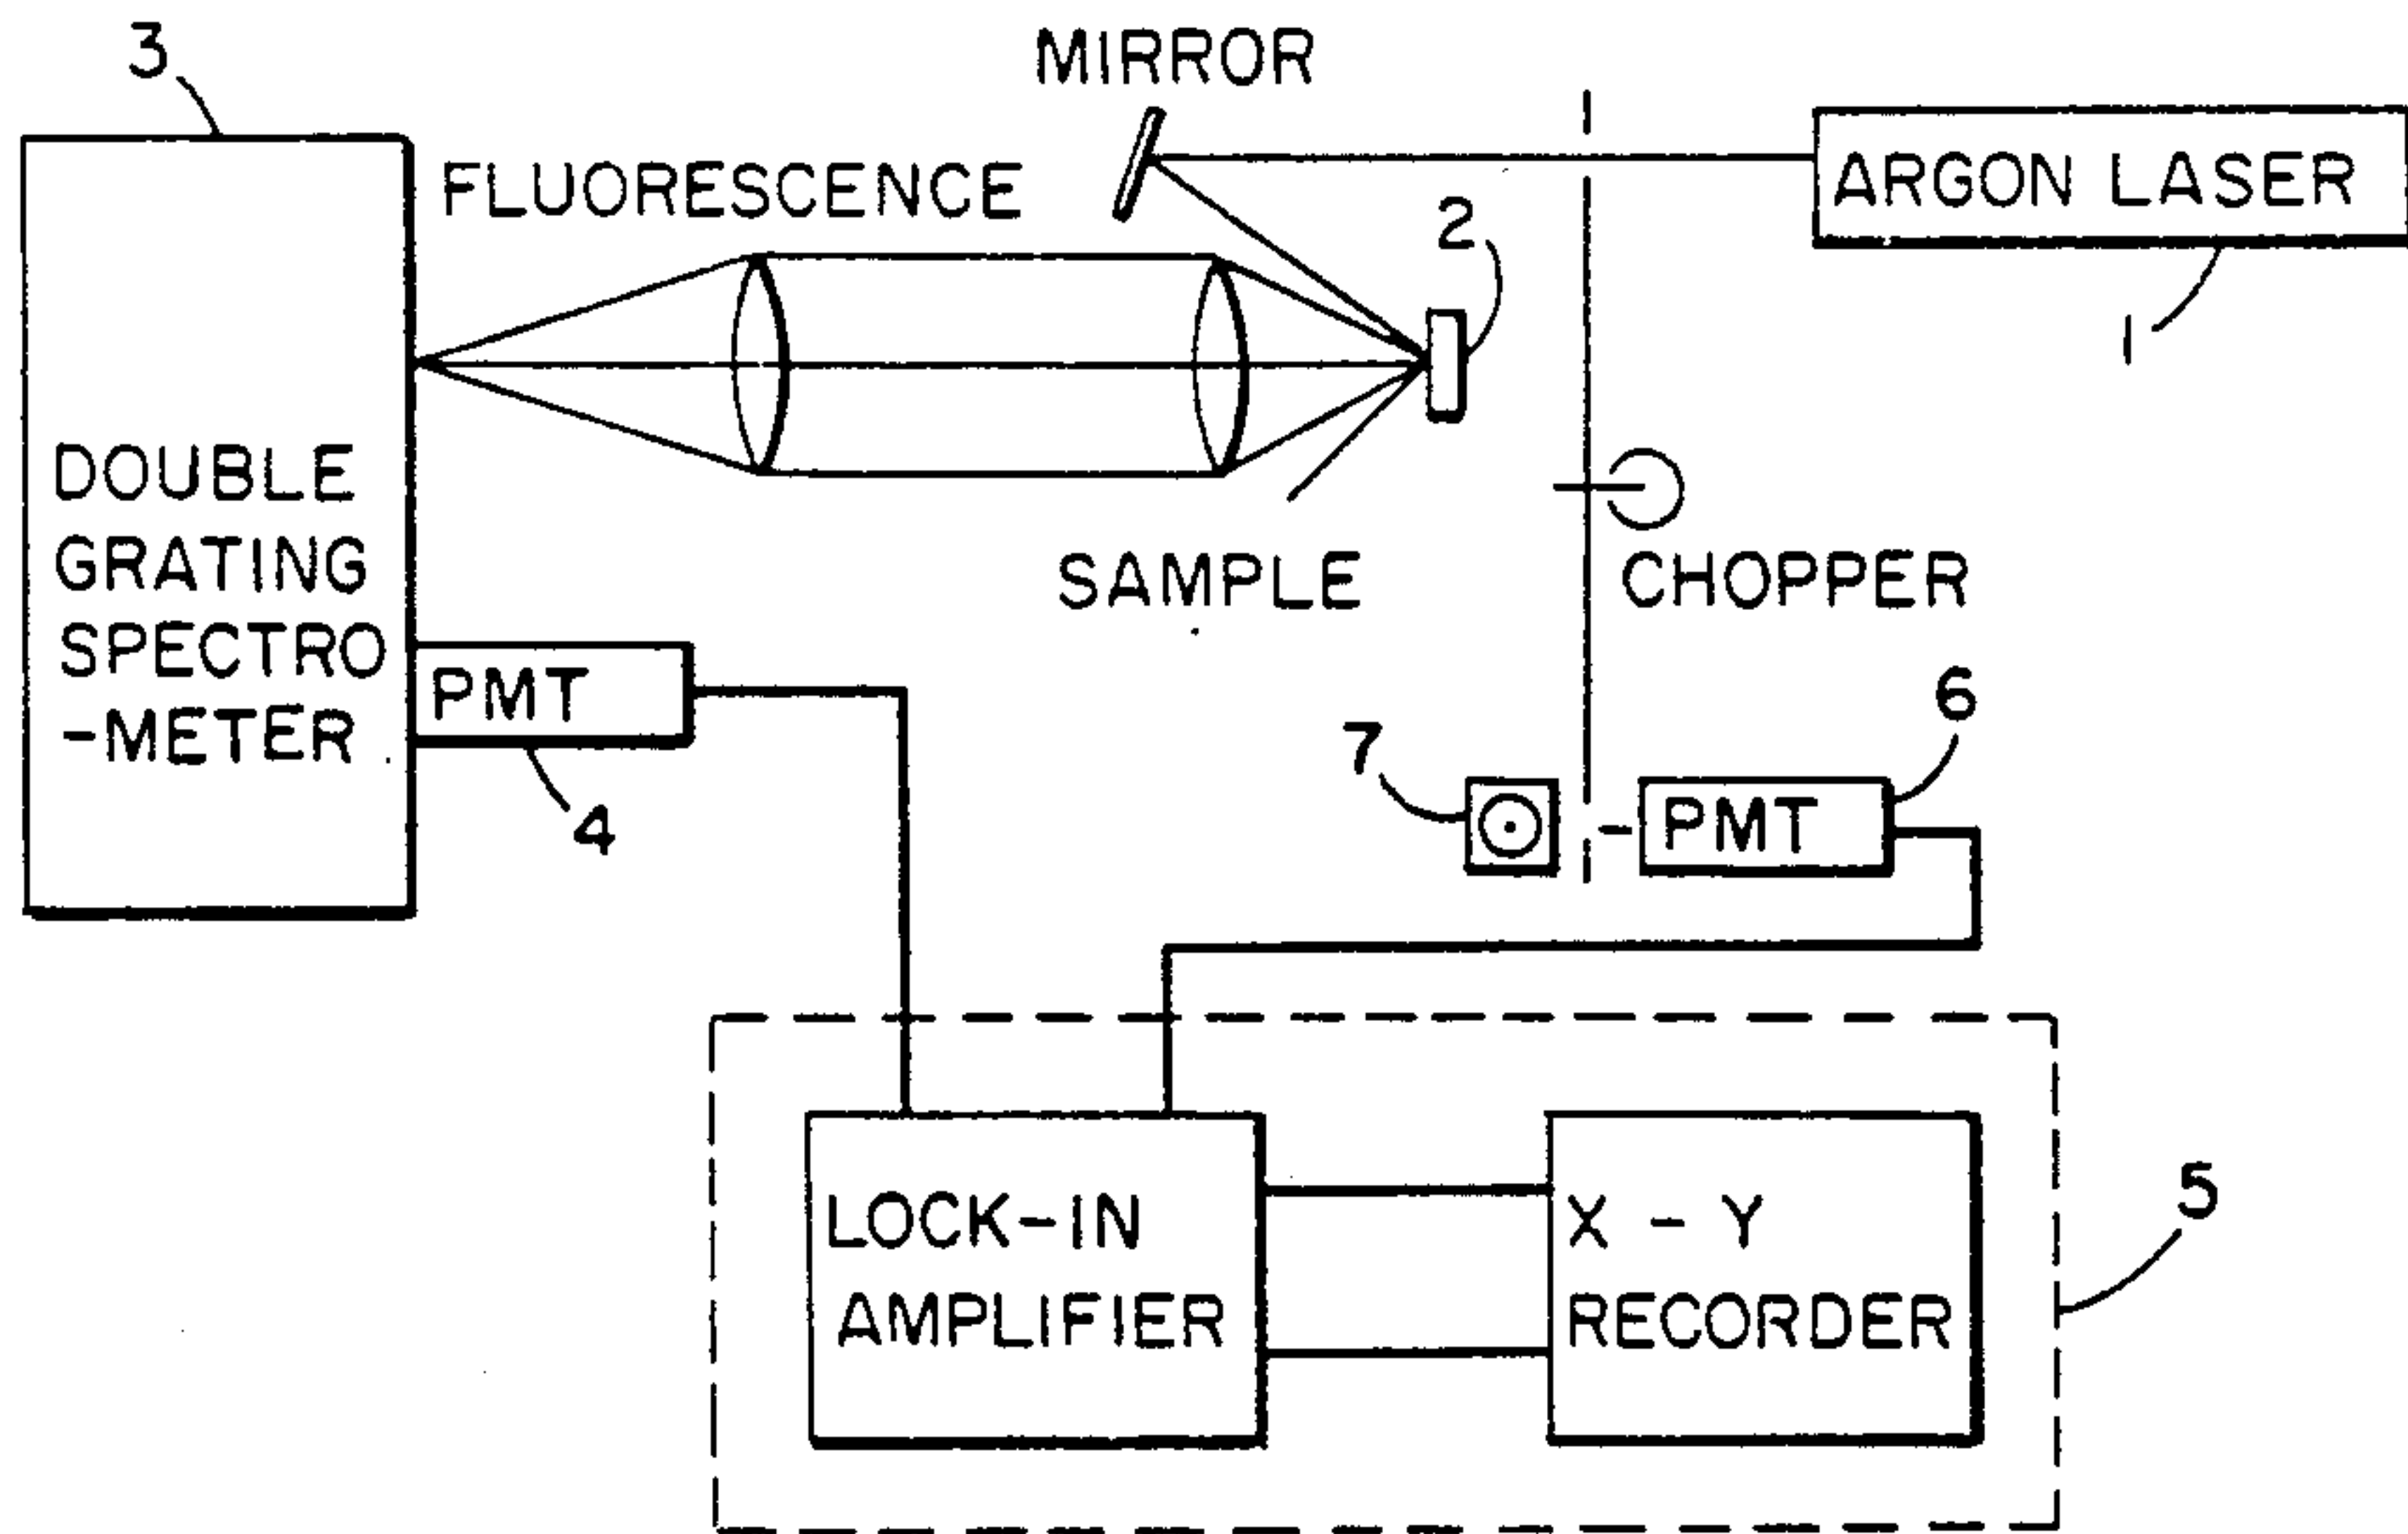 3
MIRROR
FLUORESCENCE
ARGON LASER
2
1
DOUBLE
GRATING
SPECTRO
-METER
SAMPLE
CHOPPER
PMT
4
7
PMT
6
LOCK-IN
AMPLIFIER
X - Y
RECORDER
5